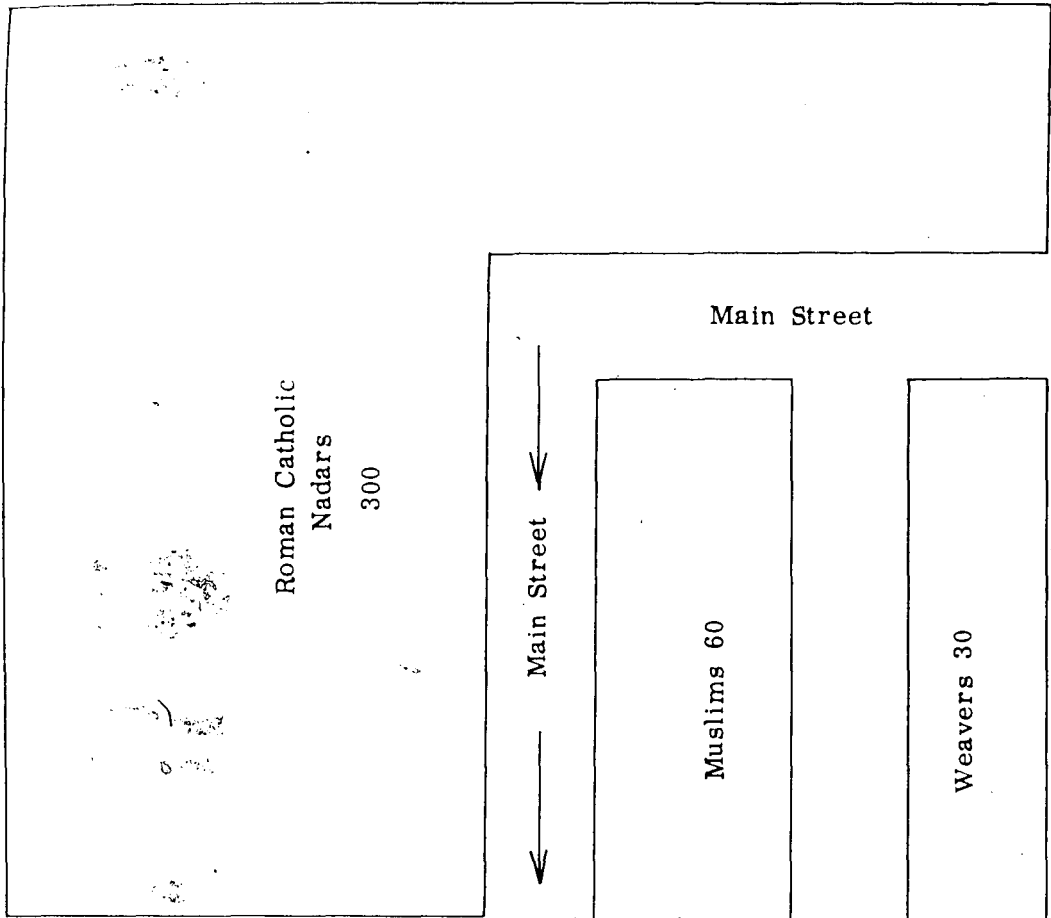 Main Street
Roman Catholic
Nadars
300
Main Street
Muslims 60
Weavers 30